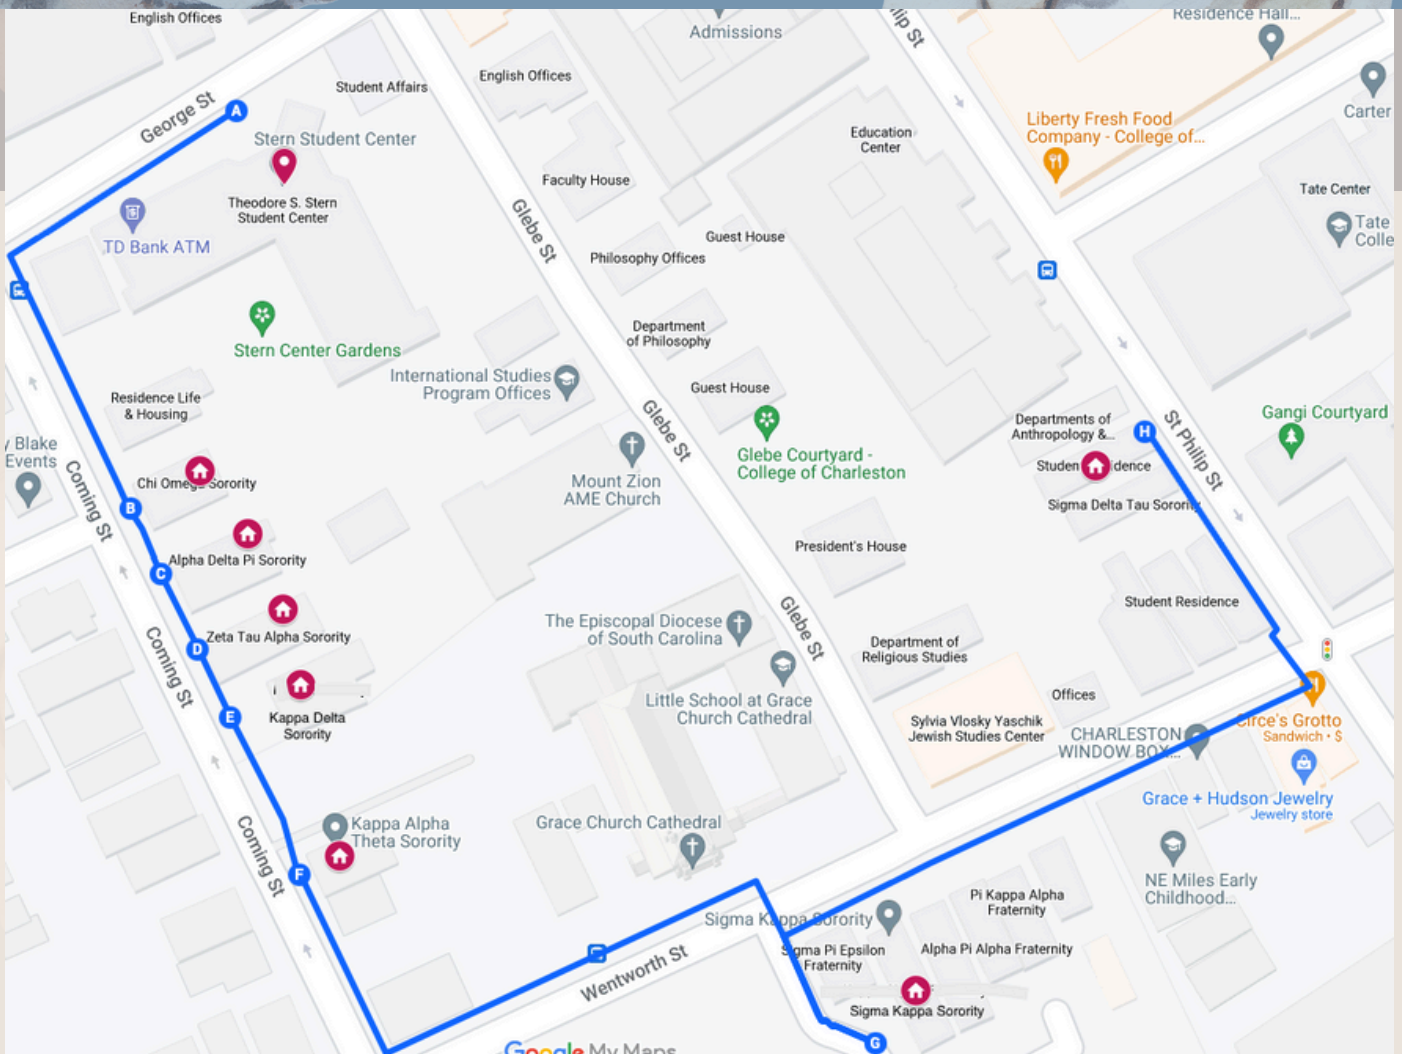 English Offices
Admissions
Residence Hall...
George St
A
Student Affairs
English Offices
Stern Student Center
Theodore S. Stern
Student Center
TD Bank ATM
Stern Center Gardens
Faculty House
Glebe St
Philosophy Offices
Guest House
Education
Center
Liberty Fresh Food
Company - College of...
Carter
Tate Center
Tate
Colle
Department
of Philosophy
Guest House
International Studies
Program Offices
Residence Life
& Housing
y Blake
Events
Coming St
Chi Omega Sorority
B
Alpha Delta Pi Sorority
C
Zeta Tau Alpha Sorority
D
Coming St
E
Kappa Delta
Sorority
Glebe St
Mount Zion
AME Church
Glebe Courtyard -
College of Charleston
Departments of
Anthropology &...
H
St Philip St
Gangi Courtyard
Sigma Delta Tau Sorority
President's House
Glebe St
The Episcopal Diocese
of South Carolina
Student Residence
Department of
Religious Studies
Little School at Grace
Church Cathedral
Offices
Sylvia Vlosky Yaschik
Jewish Studies Center
CHARLESTON
WINDOW BOX...
Circe's Grotto
Sandwich • $
Grace + Hudson Jewelry
Jewelry store
Kappa Alpha
Theta Sorority
Coming St
F
Grace Church Cathedral
NE Miles Early
Childhood...
Pi Kappa Alpha
Fraternity
Sigma Kappa Sorority
Sigma Pi Epsilon
Fraternity
Alpha Pi Alpha Fraternity
Wentworth St
Sigma Kappa Sorority
G
Google My Maps